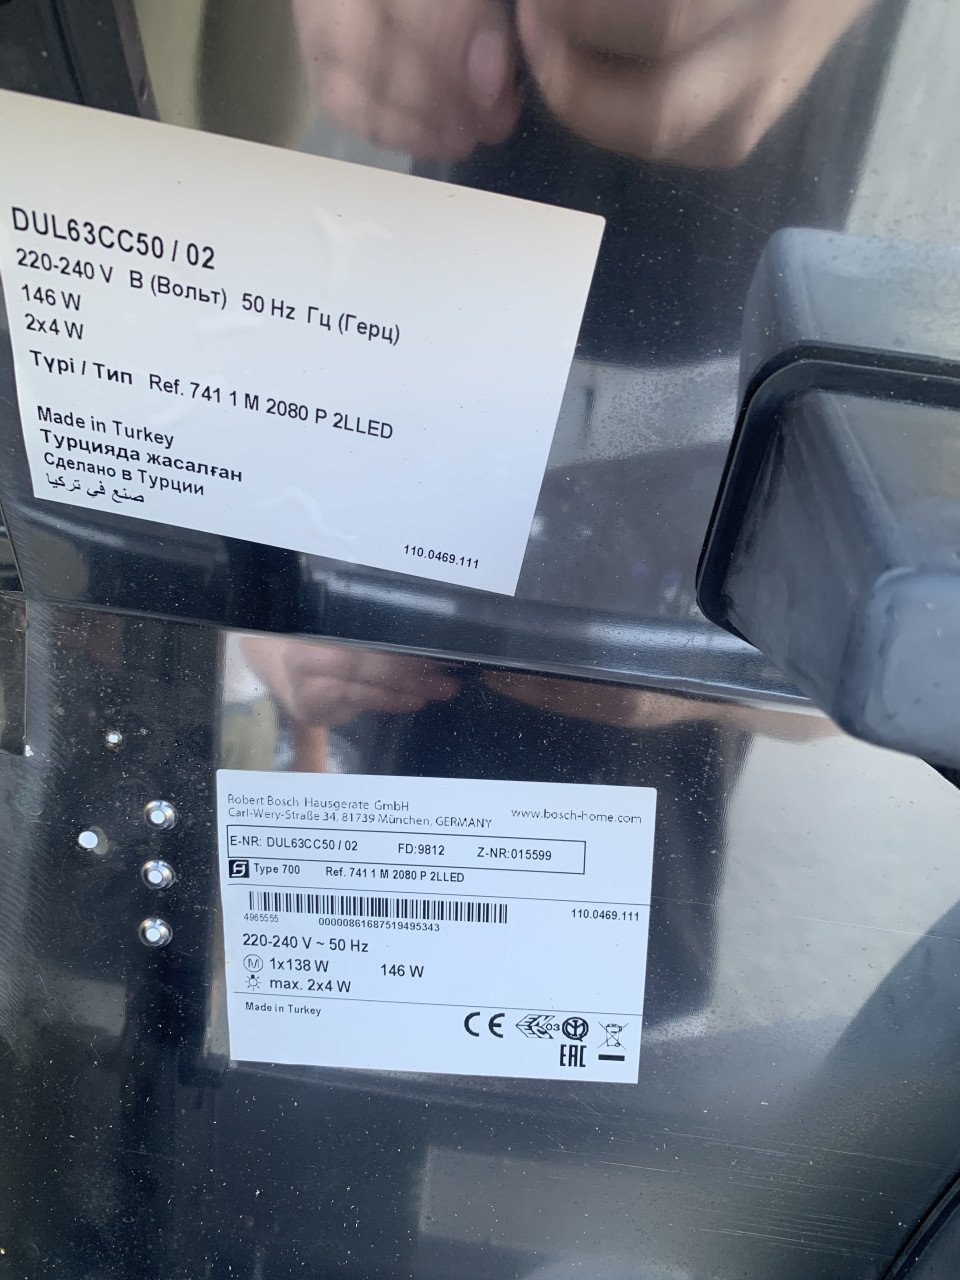 DUL63CC50 / 02
220-240 V В (Вольт) 50 Hz Гц (Герц)
146 W
2x4 W
Түрі / Тип Ref. 741 1 M 2080 P 2LLED
Made in Turkey
Турцияда жасалған
Сделано в Турции
صنع في تركيا
110.0469.111
Robert Bosch Hausgerate GmbH
Carl-Wery-Straße 34, 81739 München, GERMANY
www.bosch-home.com
E-NR: DUL63CC50 / 02 FD:9812 Z-NR:015599
Type 700 Ref. 741 1 M 2080 P 2LLED
110.0469.111
4965555
00000861687519495343
220-240 V ~ 50 Hz
M 1x138 W 146 W
max. 2x4 W
Made in Turkey
CE
03
EAC